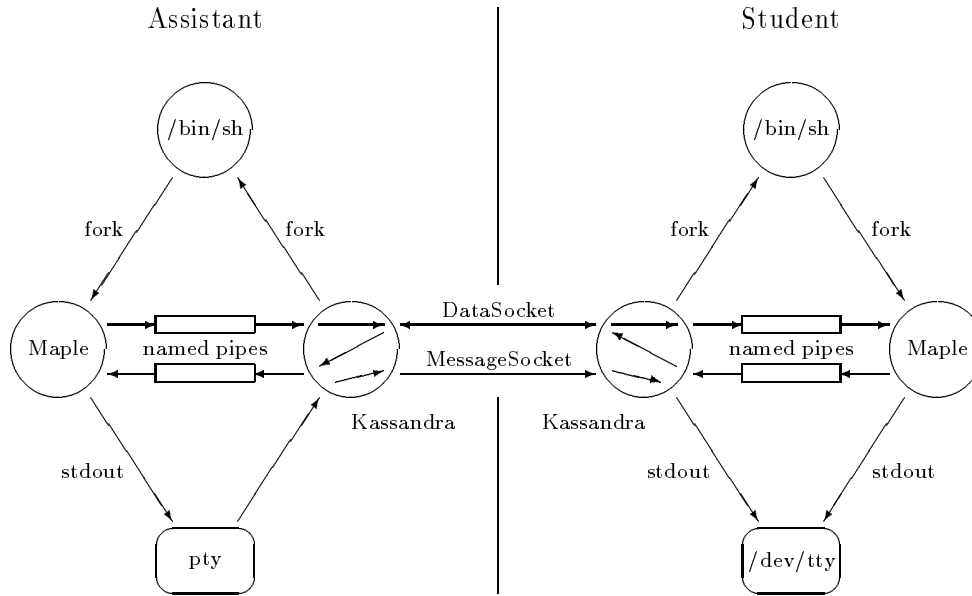 Assistant
Student
/bin/sh
/bin/sh
fork
fork
fork
fork
DataSocket
Maple
named pipes
named pipes
Maple
MessageSocket
Kassandra
Kassandra
stdout
stdout
stdout
pty
/dev/tty